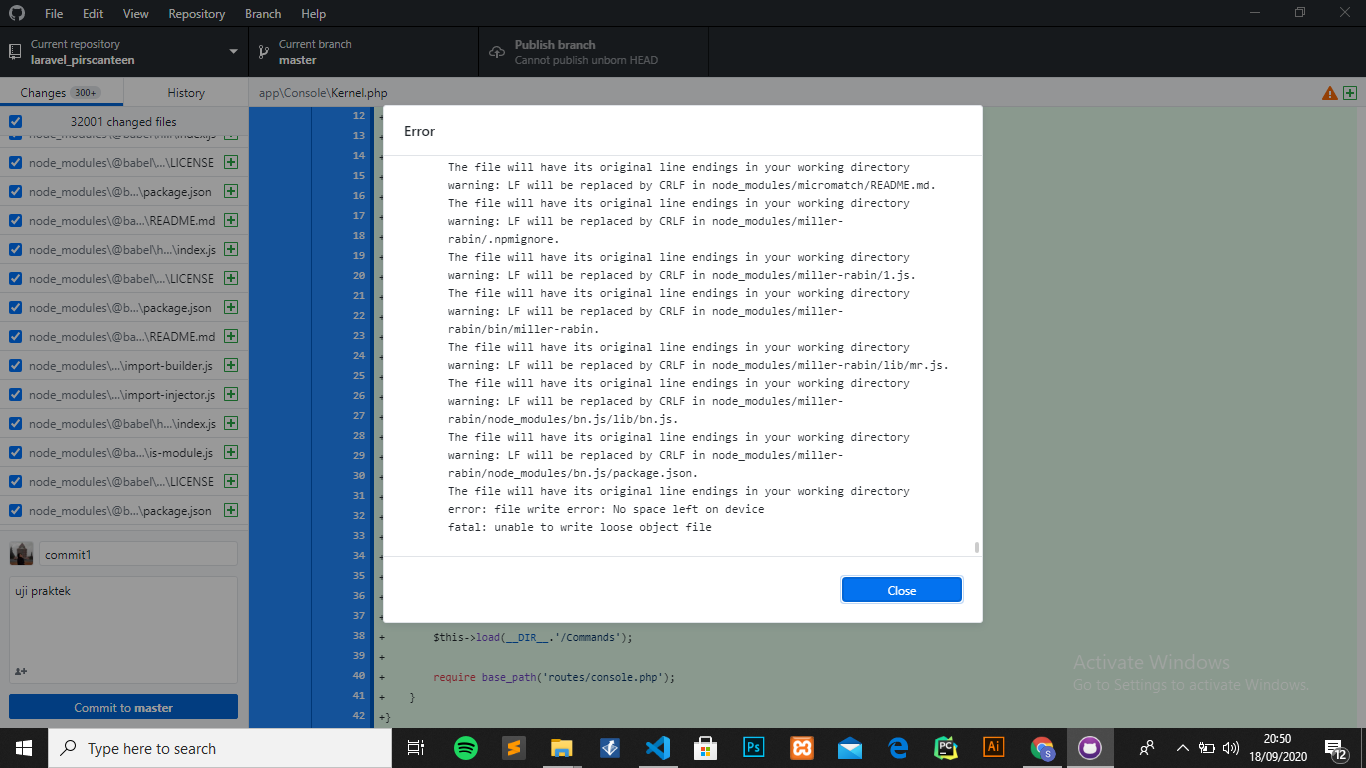 File Edit View Repository Branch Help
Current repository
laravel_pirscanteen
Current branch
master
Publish branch
Cannot publish unborn HEAD
Changes 300+ History
app\Console\Kernel.php
32001 changed files
node_modules\@babel\...\LICENSE
node_modules\@b...\package.json
node_modules\@ba...\README.md
node_modules\@babel\h...\index.js
node_modules\@babel\...\LICENSE
node_modules\@b...\package.json
node_modules\@ba...\README.md
node_modules\...\import-builder.js
node_modules\...\import-injector.js
node_modules\@babel\h...\index.js
node_modules\@ba...\is-module.js
node_modules\@babel\...\LICENSE
node_modules\@b...\package.json
commit1
uji praktek
Commit to master
12
13
14
15
16
17
18
19
20
21
22
23
24
25
26
27
28
29
30
31
32
33
34
35
36
37
38 + $this->load(__DIR__.'/Commands');
39 +
40 + require base_path('routes/console.php');
41 + }
42 +}
Error
The file will have its original line endings in your working directory
warning: LF will be replaced by CRLF in node_modules/micromatch/README.md.
The file will have its original line endings in your working directory
warning: LF will be replaced by CRLF in node_modules/miller-
rabin/.npmignore.
The file will have its original line endings in your working directory
warning: LF will be replaced by CRLF in node_modules/miller-rabin/1.js.
The file will have its original line endings in your working directory
warning: LF will be replaced by CRLF in node_modules/miller-
rabin/bin/miller-rabin.
The file will have its original line endings in your working directory
warning: LF will be replaced by CRLF in node_modules/miller-rabin/lib/mr.js.
The file will have its original line endings in your working directory
warning: LF will be replaced by CRLF in node_modules/miller-
rabin/node_modules/bn.js/lib/bn.js.
The file will have its original line endings in your working directory
warning: LF will be replaced by CRLF in node_modules/miller-
rabin/node_modules/bn.js/package.json.
The file will have its original line endings in your working directory
error: file write error: No space left on device
fatal: unable to write loose object file
Close
Activate Windows
Go to Settings to activate Windows.
Type here to search
Ps
PC
Ai
S
20:50
18/09/2020
12